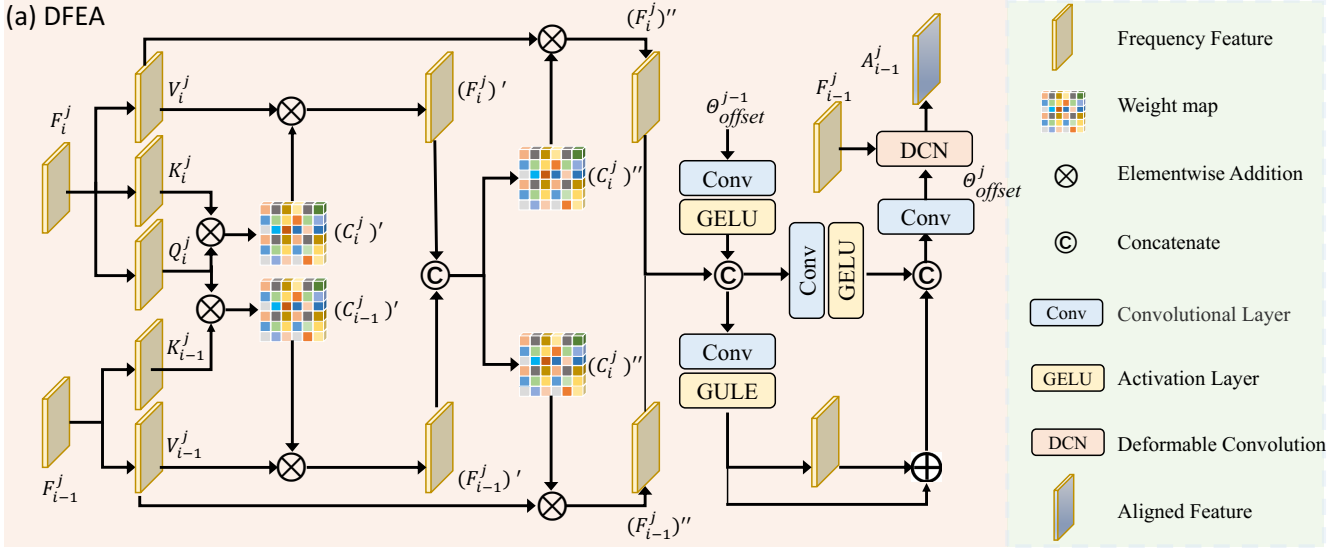 (a) DFEA
F_i^j
V_i^j
K_i^j
Q_i^j
(C_i^j)'
(C_{i-1}^j)'
K_{i-1}^j
V_{i-1}^j
F_{i-1}^j
(F_i^j)'
(F_{i-1}^j)'
©
(F_i^j)''
(C_i^j)''
(C_i^j)''
(F_{i-1}^j)''
Θ_{offset}^{j-1}
Conv
GELU
©
Conv
GELU
©
Conv
GULE
F_{i-1}^j
A_{i-1}^j
DCN
Θ_{offset}^j
Conv
Frequency Feature
Weight map
Elementwise Addition
© Concatenate
Conv Convolutional Layer
GELU Activation Layer
DCN Deformable Convolution
Aligned Feature